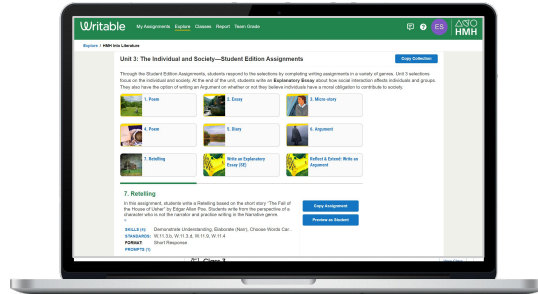 Writable My Assignments Explore Classes Report Team Grade ES HMH
Explore / HMH Into Literature
Unit 3: The Individual and Society—Student Edition Assignments Copy Collection
Through the Student Edition Assignments, students respond to the selections by completing writing assignments in a variety of genres. Unit 3 selections
focus on the individual and society. At the end of the unit, students write an Explanatory Essay about how social interaction affects individuals and groups.
They also have the option of writing an Argument on whether or not they believe individuals have a moral obligation to contribute to society.
1. Poem 2. Essay 3. Micro-story
4. Poem 5. Diary 6. Argument
7. Retelling Write an Explanatory Essay (SE) Reflect & Extend: Write an Argument
7. Retelling
In this assignment, students write a Retelling based on the short story "The Fall of
the House of Usher" by Edgar Allan Poe. Students write from the perspective of a
character who is not the narrator and practice writing in the Narrative genre.
Copy Assignment
Preview as Student
SKILLS (4): Demonstrate Understanding, Elaborate (Narr), Choose Words Car...
STANDARDS: W.11.3.b, W.11.3.d, W.11.9, W.11.4
FORMAT: Short Response
PROMPTS (1)